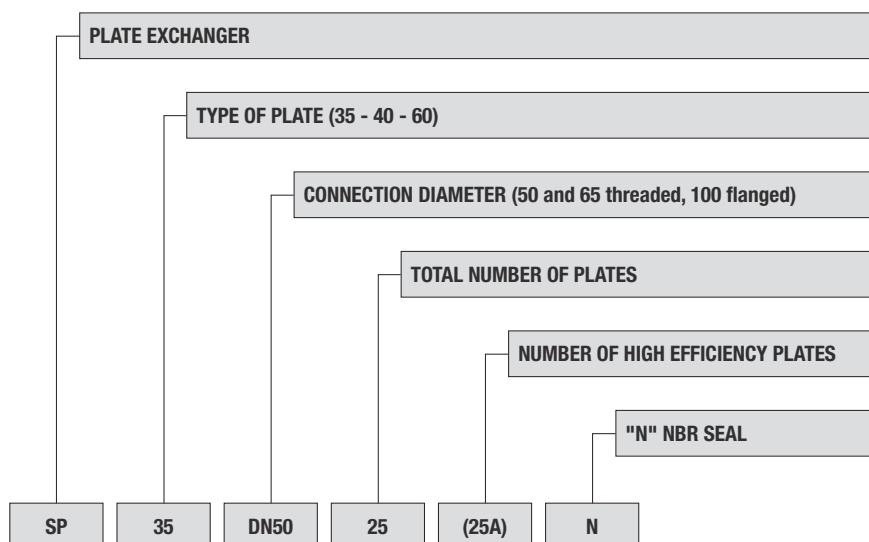 PLATE EXCHANGER
TYPE OF PLATE (35 - 40 - 60)
CONNECTION DIAMETER (50 and 65 threaded, 100 flanged)
TOTAL NUMBER OF PLATES
NUMBER OF HIGH EFFICIENCY PLATES
"N" NBR SEAL
SP 35 DN50 25 (25A) N